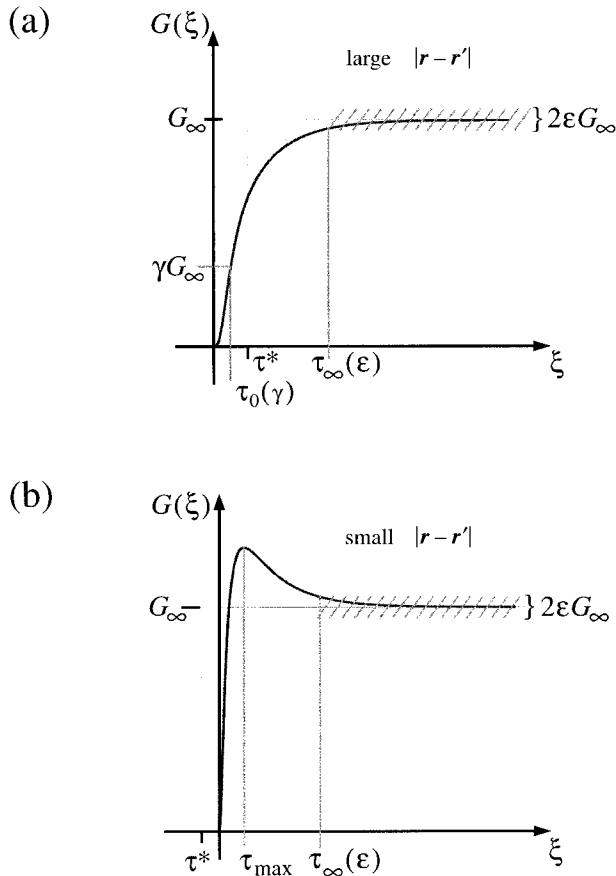 (a)
G(ξ)
large |r – r'|
G∞
} 2εG∞
γG∞
τ*
τ∞(ε)
ξ
τ0(γ)
(b)
G(ξ)
small |r – r'|
G∞
} 2εG∞
τ*
τmax
τ∞(ε)
ξ